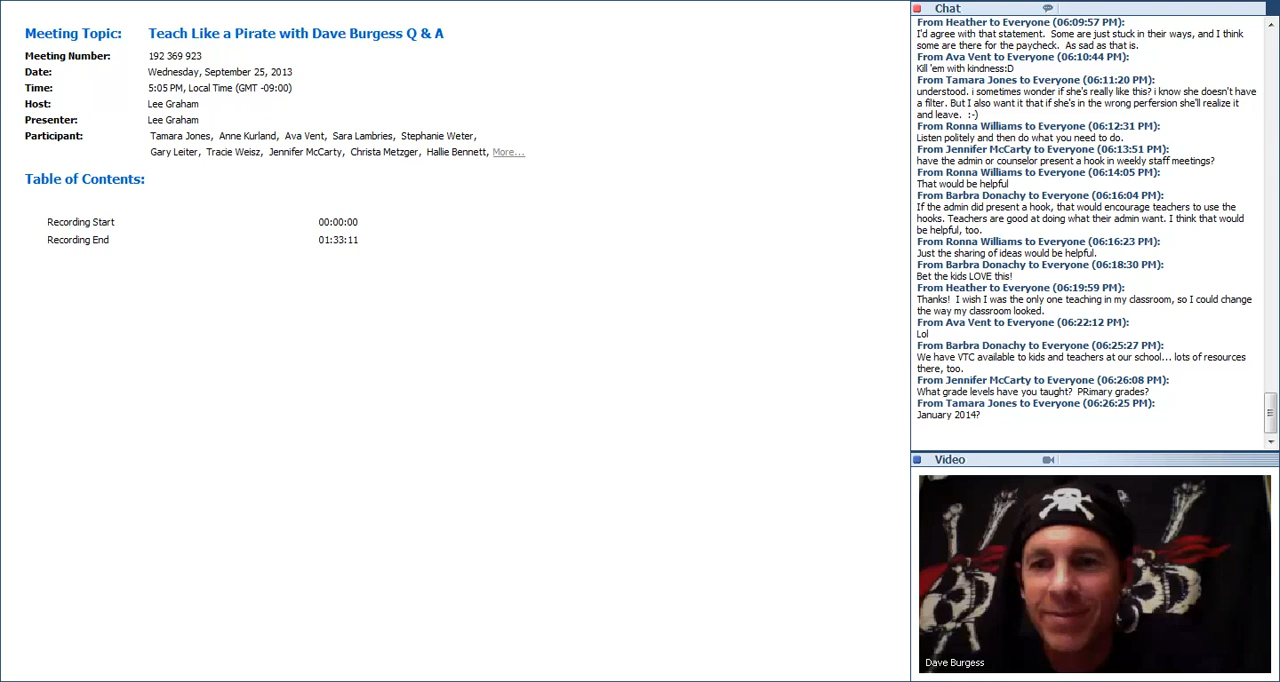 Meeting Topic: Teach Like a Pirate with Dave Burgess Q & A
Meeting Number: 192 369 923
Date: Wednesday, September 25, 2013
Time: 5:05 PM, Local Time (GMT -09:00)
Host: Lee Graham
Presenter: Lee Graham
Participant: Tamara Jones, Anne Kurland, Ava Vent, Sara Lambries, Stephanie Weter,
Gary Leiter, Tracie Weisz, Jennifer McCarty, Christa Metzger, Hallie Bennett, More...
Table of Contents:
Recording Start 00:00:00
Recording End 01:33:11
Chat
From Heather to Everyone (06:09:57 PM):
I'd agree with that statement. Some are just stuck in their ways, and I think
some are there for the paycheck. As sad as that is.
From Ava Vent to Everyone (06:10:44 PM):
Kill 'em with kindness:D
From Tamara Jones to Everyone (06:11:20 PM):
understood. i sometimes wonder if she's really like this? i know she doesn't have
a filter. But I also want it that if she's in the wrong perfersion she'll realize it
and leave. :-)
From Ronna Williams to Everyone (06:12:31 PM):
Listen politely and then do what you need to do.
From Jennifer McCarty to Everyone (06:13:51 PM):
have the admin or counselor present a hook in weekly staff meetings?
From Ronna Williams to Everyone (06:14:05 PM):
That would be helpful
From Barbra Donachy to Everyone (06:16:04 PM):
If the admin did present a hook, that would encourage teachers to use the
hooks. Teachers are good at doing what their admin want. I think that would
be helpful, too.
From Ronna Williams to Everyone (06:16:23 PM):
Just the sharing of ideas would be helpful.
From Barbra Donachy to Everyone (06:18:30 PM):
Bet the kids LOVE this!
From Heather to Everyone (06:19:59 PM):
Thanks! I wish I was the only one teaching in my classroom, so I could change
the way my classroom looked.
From Ava Vent to Everyone (06:22:12 PM):
Lol
From Barbra Donachy to Everyone (06:25:27 PM):
We have VTC available to kids and teachers at our school... lots of resources
there, too.
From Jennifer McCarty to Everyone (06:26:08 PM):
What grade levels have you taught? PRimary grades?
From Tamara Jones to Everyone (06:26:25 PM):
January 2014?
Video
Dave Burgess